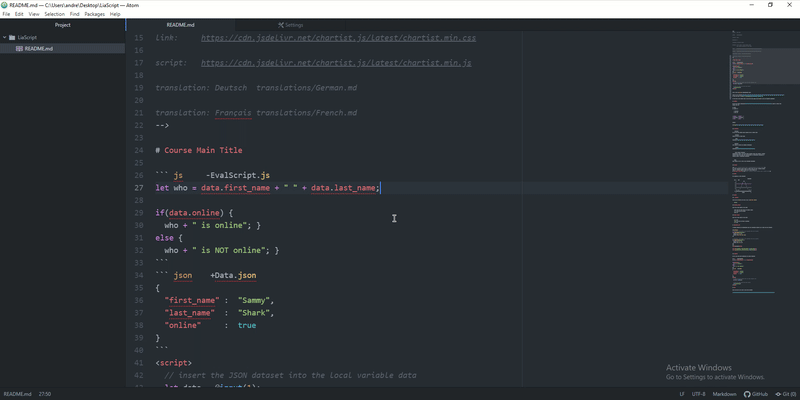 README.md — C:\Users\andre\Desktop\LiaScript — Atom
File Edit View Selection Find Packages Help
Project
README.md
Settings
LiaScript
README.md
15 link: https://cdn.jsdelivr.net/chartist.js/latest/chartist.min.css
16
17 script: https://cdn.jsdelivr.net/chartist.js/latest/chartist.min.js
18
19 translation: Deutsch translations/German.md
20
21 translation: Français translations/French.md
22 -->
23
24 # Course Main Title
25
26 ``` js -EvalScript.js
27 let who = data.first_name + " " + data.last_name;
28
29 if(data.online) {
30 who + " is online"; }
31 else {
32 who + " is NOT online"; }
33 ```
34 ``` json +Data.json
35 {
36 "first_name" : "Sammy",
37 "last_name" : "Shark",
38 "online" : true
39 }
40 ```
41 <script>
42 // insert the JSON dataset into the local variable data
43 let data = @input(1);
Activate Windows
Go to Settings to activate Windows.
README.md 27:50
LF UTF-8 Markdown GitHub Git (0)